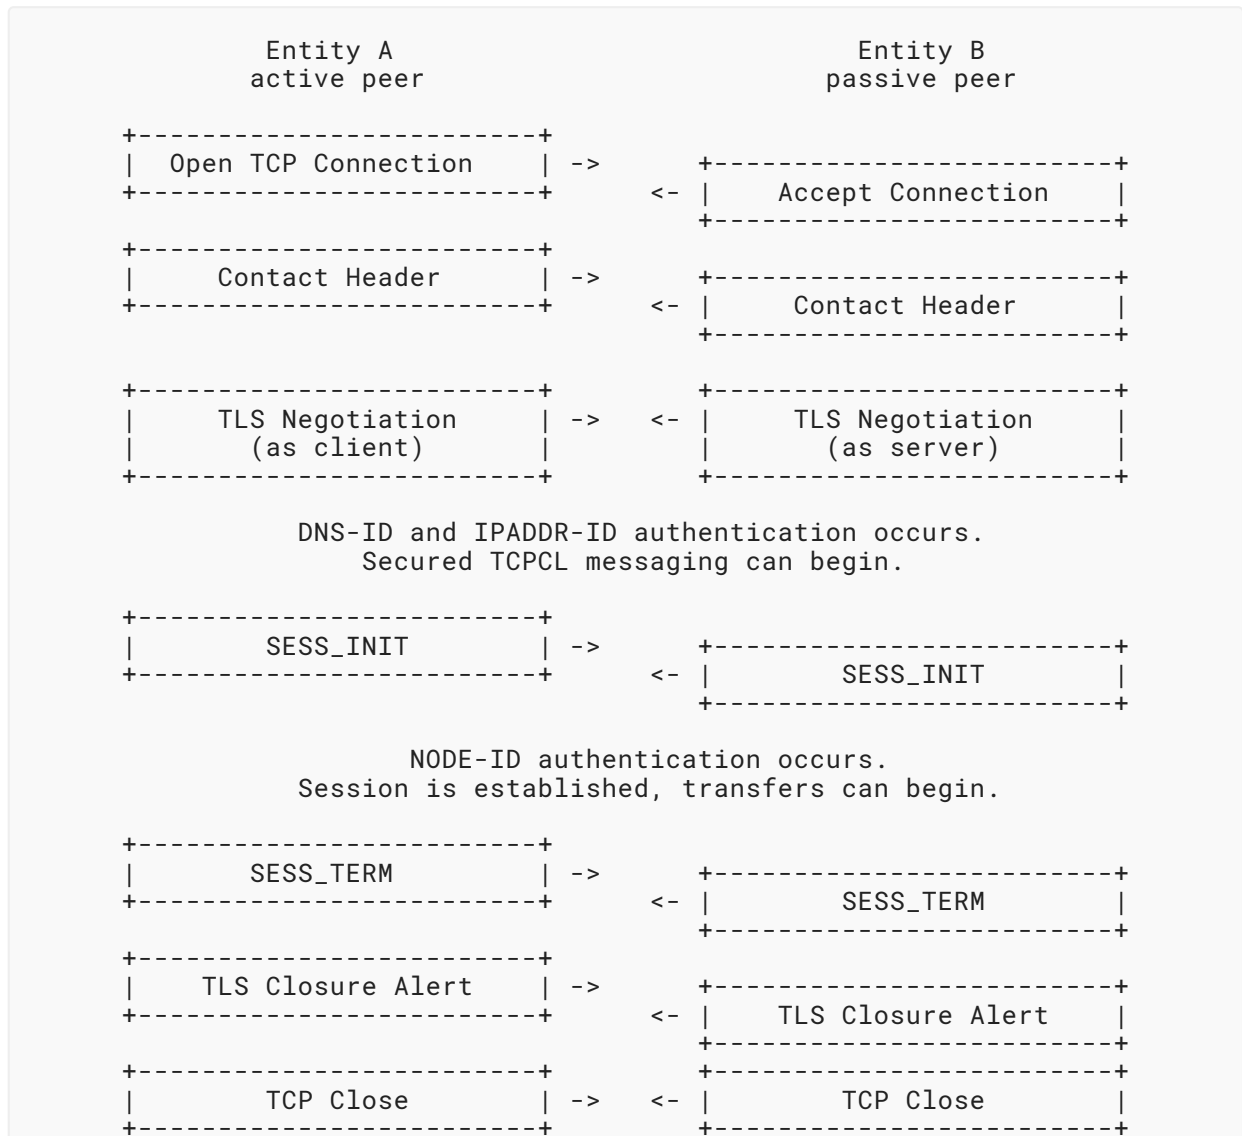 Entity A                             Entity B
            active peer                         passive peer

    +-------------------------+
    |  Open TCP Connection    | ->      +-------------------------+
    +-------------------------+      <- |    Accept Connection    |
                                        +-------------------------+
    +-------------------------+
    |     Contact Header      | ->      +-------------------------+
    +-------------------------+      <- |     Contact Header      |
                                        +-------------------------+

    +-------------------------+         +-------------------------+
    |     TLS Negotiation     | ->   <- |     TLS Negotiation     |
    |       (as client)       |         |       (as server)       |
    +-------------------------+         +-------------------------+

               DNS-ID and IPADDR-ID authentication occurs.
                   Secured TCPCL messaging can begin.

    +-------------------------+
    |        SESS_INIT        | ->      +-------------------------+
    +-------------------------+      <- |        SESS_INIT        |
                                        +-------------------------+

                      NODE-ID authentication occurs.
               Session is established, transfers can begin.

    +-------------------------+
    |       SESS_TERM         | ->      +-------------------------+
    +-------------------------+      <- |        SESS_TERM        |
                                        +-------------------------+
    +-------------------------+
    |    TLS Closure Alert    | ->      +-------------------------+
    +-------------------------+      <- |    TLS Closure Alert    |
                                        +-------------------------+
    +-------------------------+         +-------------------------+
    |        TCP Close        | ->   <- |        TCP Close        |
    +-------------------------+         +-------------------------+